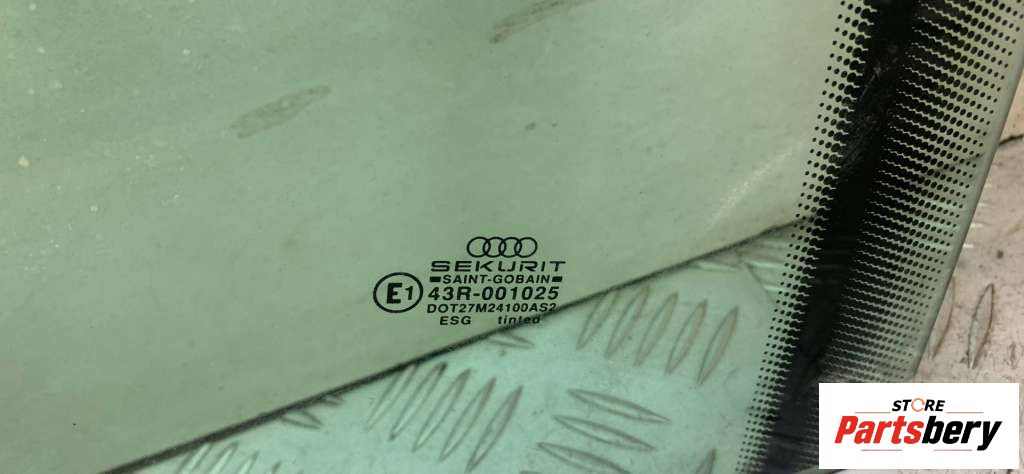 SEKURIT
SAINT-GOBAIN
E1 43R-001025
DOT27M24100AS2
ESG tinted
STORE
Partsbery